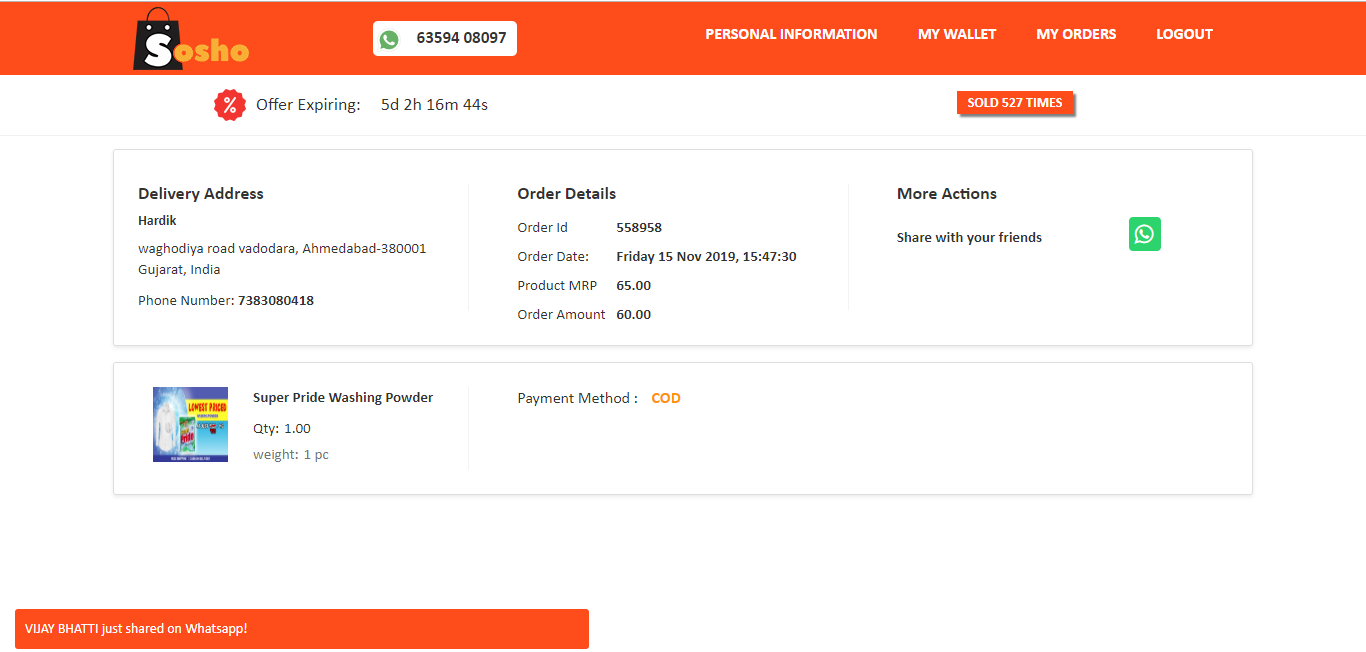 Sosho
63594 08097
PERSONAL INFORMATION
MY WALLET
MY ORDERS
LOGOUT
%
Offer Expiring: 5d 2h 16m 44s
SOLD 527 TIMES
Delivery Address
Hardik
waghodiya road vadodara, Ahmedabad-380001
Gujarat, India
Phone Number: 7383080418
Order Details
Order Id 558958
Order Date: Friday 15 Nov 2019, 15:47:30
Product MRP 65.00
Order Amount 60.00
More Actions
Share with your friends
LOWEST PRICED
Pride
Super Pride Washing Powder
Qty: 1.00
weight: 1 pc
Payment Method : COD
VIJAY BHATTI just shared on Whatsapp!